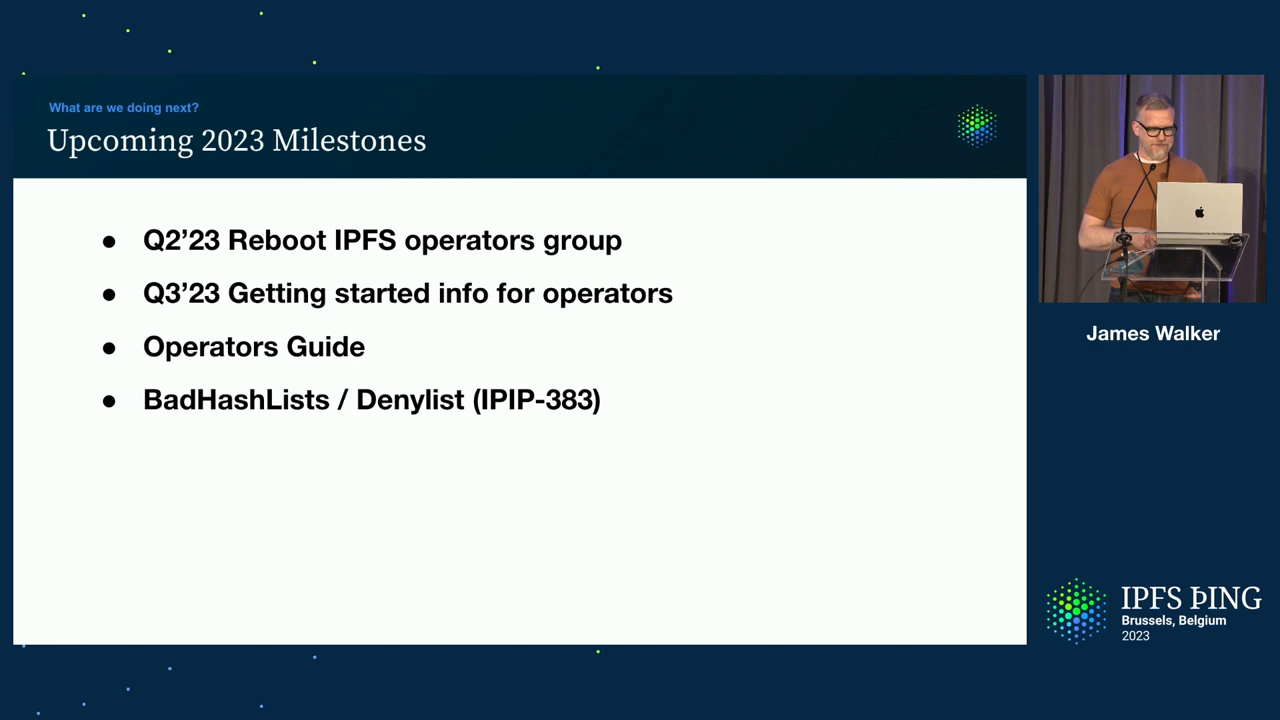 What are we doing next?
Upcoming 2023 Milestones
● Q2’23 Reboot IPFS operators group
● Q3’23 Getting started info for operators
● Operators Guide
● BadHashLists / Denylist (IPIP-383)
James Walker
IPFS ÞING
Brussels, Belgium
2023